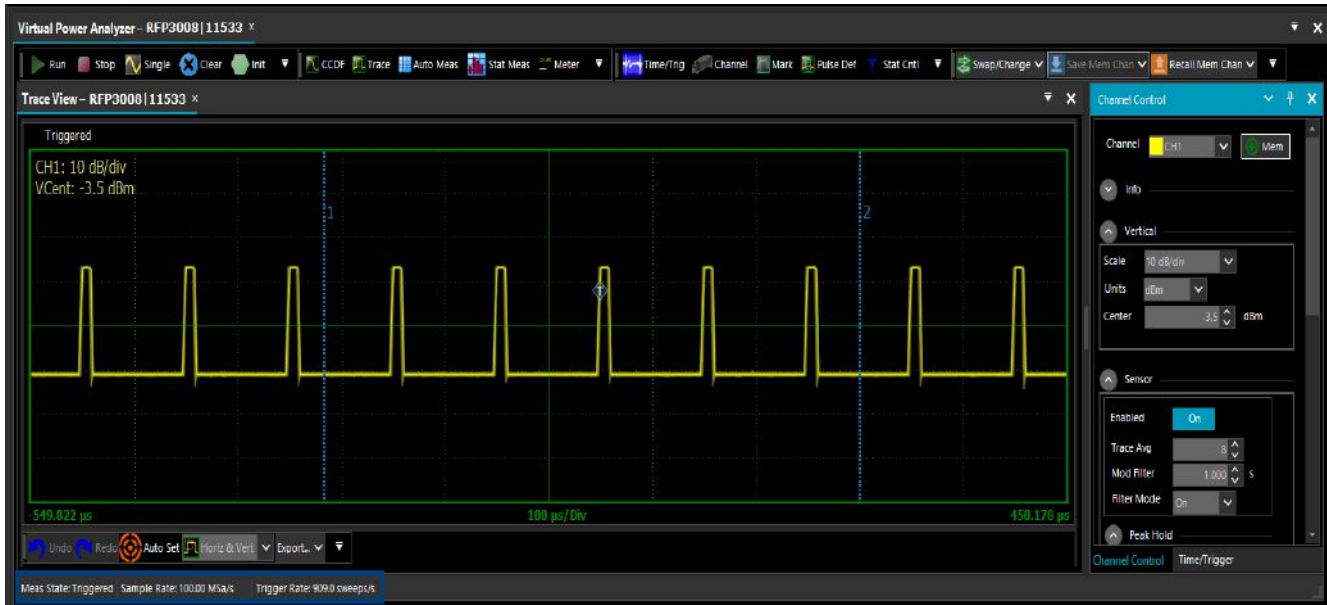 Virtual Power Analyzer – RFP3008|11533 x
Run Stop Single Clear Init CCDF Trace Auto Meas Stat Meas Meter Time/Trig Channel Mark Pulse Def Stat Cntl Swap/Change Save Mem Chan Recall Mem Chan
Trace View – RFP3008|11533 x
Channel Control
Triggered
CH1: 10 dB/div
VCent: -3.5 dBm
1
2
T
-549.822 µs
100 µs/Div
450.178 µs
Channel CH1 Mem
Info
Vertical
Scale 10 dB/div
Units dBm
Center -3.5 dBm
Sensor
Enabled On
Trace Avg 8
Mod Filter 1.000 s
Filter Mode On
Peak Hold
Channel Control Time/Trigger
Undo Redo Auto Set Horiz & Vert Export...
Meas State: Triggered Sample Rate: 100.00 MSa/s Trigger Rate: 909.0 sweeps/s